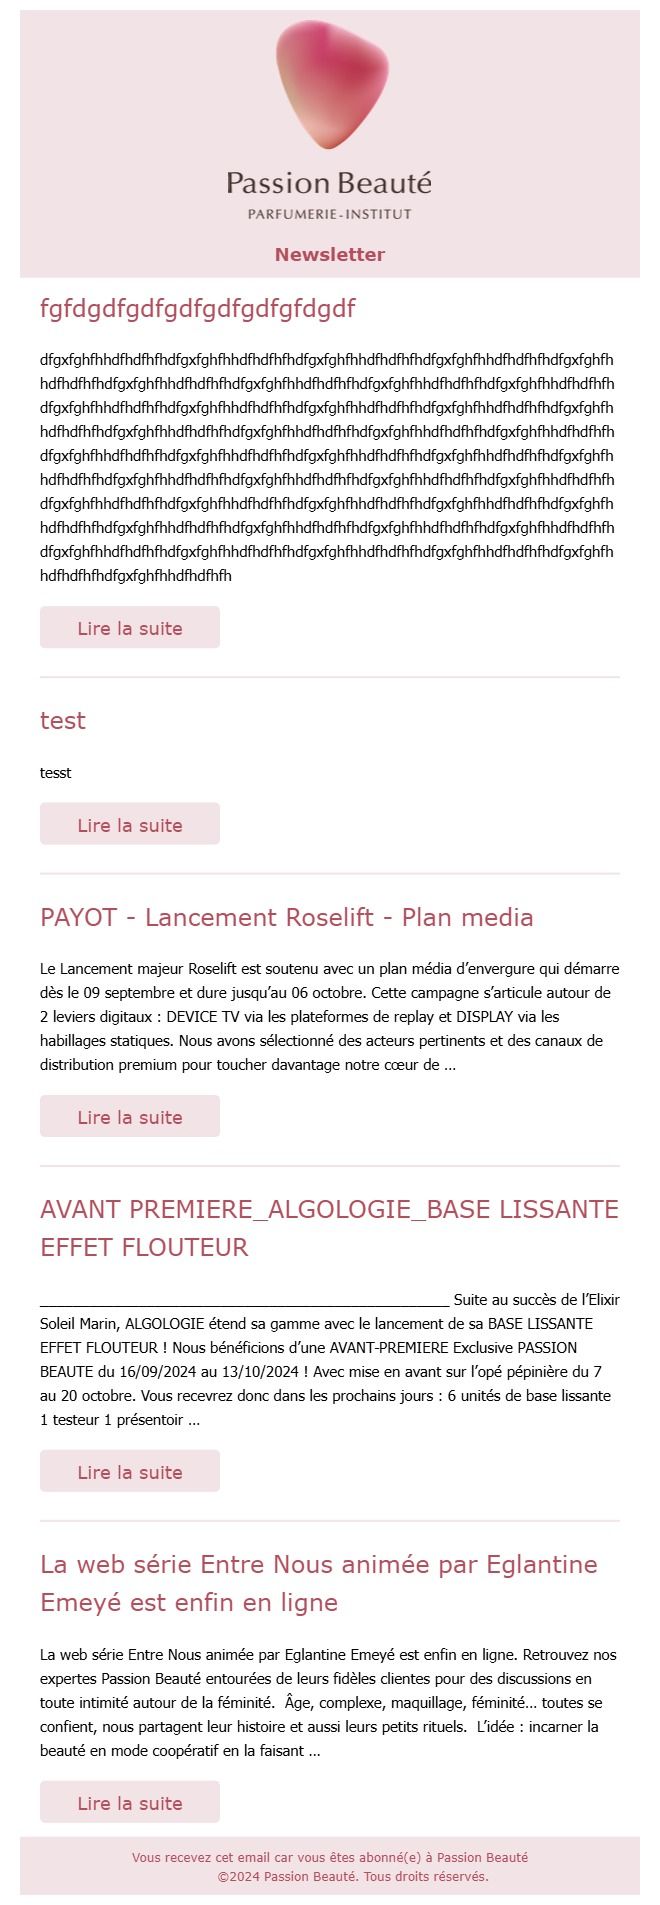 Passion Beauté
PARFUMERIE-INSTITUT
Newsletter
fgfdgdfgdfgdfgdfgdfgfdgdf
dfgxfghfhhdfhdfhfhdfgxfghfhhdfhdfhfhdfgxfghfhhdfhdfhfhdfgxfghfhhdfhdfhfhdfgxfghfh
hdfhdfhfhdfgxfghfhhdfhdfhfhdfgxfghfhhdfhdfhfhdfgxfghfhhdfhdfhfhdfgxfghfhhdfhdfhfh
dfgxfghfhhdfhdfhfhdfgxfghfhhdfhdfhfhdfgxfghfhhdfhdfhfhdfgxfghfhhdfhdfhfhdfgxfghfh
hdfhdfhfhdfgxfghfhhdfhdfhfhdfgxfghfhhdfhdfhfhdfgxfghfhhdfhdfhfhdfgxfghfhhdfhdfhfh
dfgxfghfhhdfhdfhfhdfgxfghfhhdfhdfhfhdfgxfghfhhdfhdfhfhdfgxfghfhhdfhdfhfhdfgxfghfh
hdfhdfhfhdfgxfghfhhdfhdfhfhdfgxfghfhhdfhdfhfhdfgxfghfhhdfhdfhfhdfgxfghfhhdfhdfhfh
dfgxfghfhhdfhdfhfhdfgxfghfhhdfhdfhfhdfgxfghfhhdfhdfhfhdfgxfghfhhdfhdfhfhdfgxfghfh
hdfhdfhfhdfgxfghfhhdfhdfhfhdfgxfghfhhdfhdfhfhdfgxfghfhhdfhdfhfhdfgxfghfhhdfhdfhfh
dfgxfghfhhdfhdfhfhdfgxfghfhhdfhdfhfhdfgxfghfhhdfhdfhfhdfgxfghfhhdfhdfhfhdfgxfghfh
hdfhdfhfhdfgxfghfhhdfhdfhfh
Lire la suite
test
tesst
Lire la suite
PAYOT - Lancement Roselift - Plan media
Le Lancement majeur Roselift est soutenu avec un plan média d’envergure qui démarre
dès le 09 septembre et dure jusqu’au 06 octobre. Cette campagne s’articule autour de
2 leviers digitaux : DEVICE TV via les plateformes de replay et DISPLAY via les
habillages statiques. Nous avons sélectionné des acteurs pertinents et des canaux de
distribution premium pour toucher davantage notre cœur de ...
Lire la suite
AVANT PREMIERE_ALGOLOGIE_BASE LISSANTE
EFFET FLOUTEUR
___________________________________________________ Suite au succès de l’Elixir
Soleil Marin, ALGOLOGIE étend sa gamme avec le lancement de sa BASE LISSANTE
EFFET FLOUTEUR ! Nous bénéficions d’une AVANT-PREMIERE Exclusive PASSION
BEAUTE du 16/09/2024 au 13/10/2024 ! Avec mise en avant sur l’opé pépinière du 7
au 20 octobre. Vous recevrez donc dans les prochains jours : 6 unités de base lissante
1 testeur 1 présentoir ...
Lire la suite
La web série Entre Nous animée par Eglantine
Emeyé est enfin en ligne
La web série Entre Nous animée par Eglantine Emeyé est enfin en ligne. Retrouvez nos
expertes Passion Beauté entourées de leurs fidèles clientes pour des discussions en
toute intimité autour de la féminité.  Âge, complexe, maquillage, féminité… toutes se
confient, nous partagent leur histoire et aussi leurs petits rituels.  L’idée : incarner la
beauté en mode coopératif en la faisant ...
Lire la suite
Vous recevez cet email car vous êtes abonné(e) à Passion Beauté
©2024 Passion Beauté. Tous droits réservés.